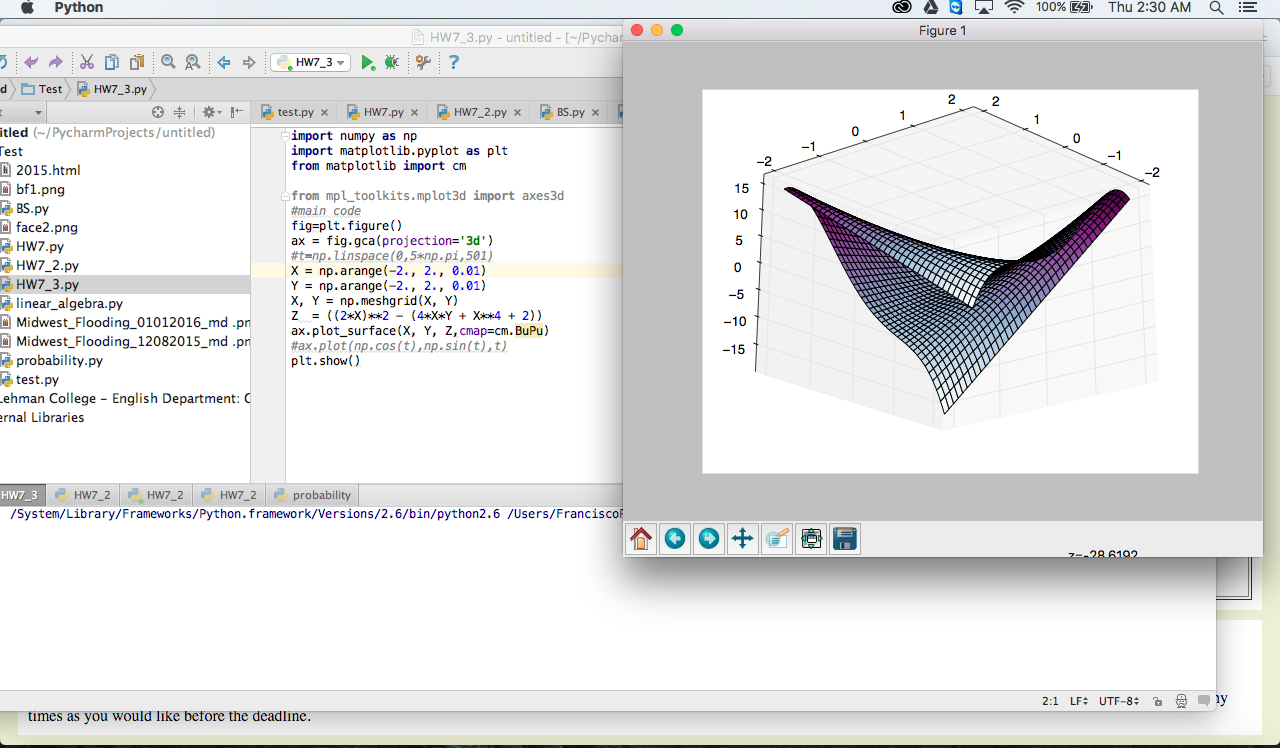 Python
100%
Thu 2:30 AM
HW7_3.py - untitled - [~/Pychar
Figure 1
HW7_3
d
Test
HW7_3.py
test.py
HW7.py
HW7_2.py
BS.py
itled (~/PycharmProjects/untitled)
Test
2015.html
bf1.png
BS.py
face2.png
HW7.py
HW7_2.py
HW7_3.py
linear_algebra.py
Midwest_Flooding_01012016_md .pn
Midwest_Flooding_12082015_md .pn
probability.py
test.py
Lehman College – English Department: C
ernal Libraries
import numpy as np
import matplotlib.pyplot as plt
from matplotlib import cm
from mpl_toolkits.mplot3d import axes3d
#main code
fig=plt.figure()
ax = fig.gca(projection='3d')
#t=np.linspace(0,5*np.pi,501)
X = np.arange(-2., 2., 0.01)
Y = np.arange(-2., 2., 0.01)
X, Y = np.meshgrid(X, Y)
Z  = ((2*X)**2 - (4*X*Y + X**4 + 2))
ax.plot_surface(X, Y, Z,cmap=cm.BuPu)
#ax.plot(np.cos(t),np.sin(t),t)
plt.show()
2 2
1 1
0 0
−1 −1
−2 −2
15
10
5
0
−5
−10
−15
z=-28.6192
HW7_3
HW7_2
HW7_2
HW7_2
probability
/System/Library/Frameworks/Python.framework/Versions/2.6/bin/python2.6 /Users/FranciscoF
2:1
LF
UTF-8
ny
times as you would like before the deadline.